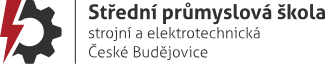 Střední průmyslová škola
strojní a elektrotechnická
České Budějovice